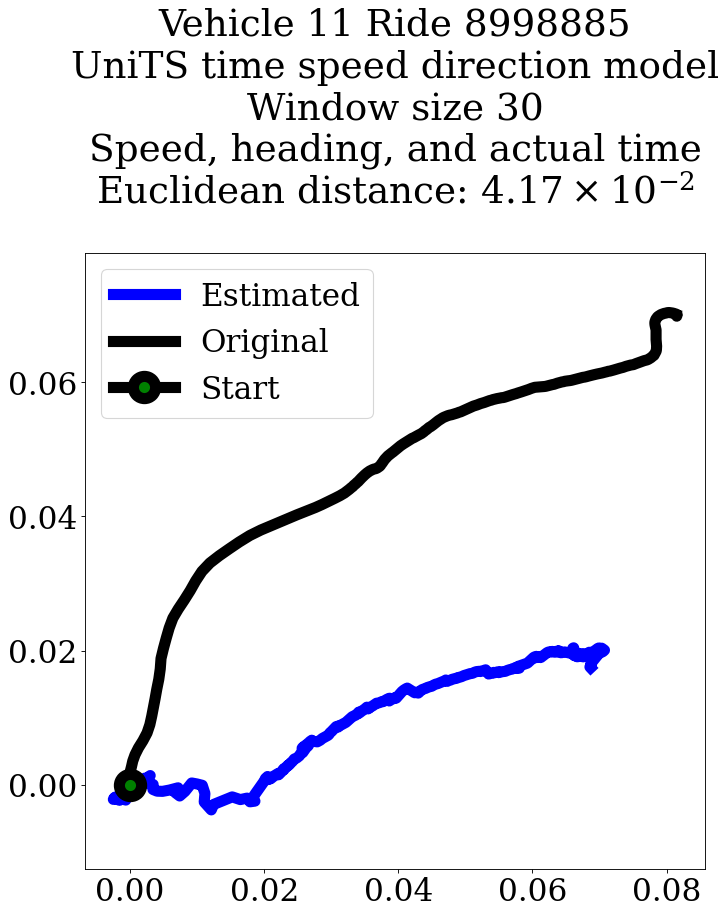 Vehicle 11 Ride 8998885
UniTS time speed direction model
Window size 30
Speed, heading, and actual time
Euclidean distance: 4.17 × 10⁻²
Estimated
Original
Start
0.06
0.04
0.02
0.00
0.00 0.02 0.04 0.06 0.08